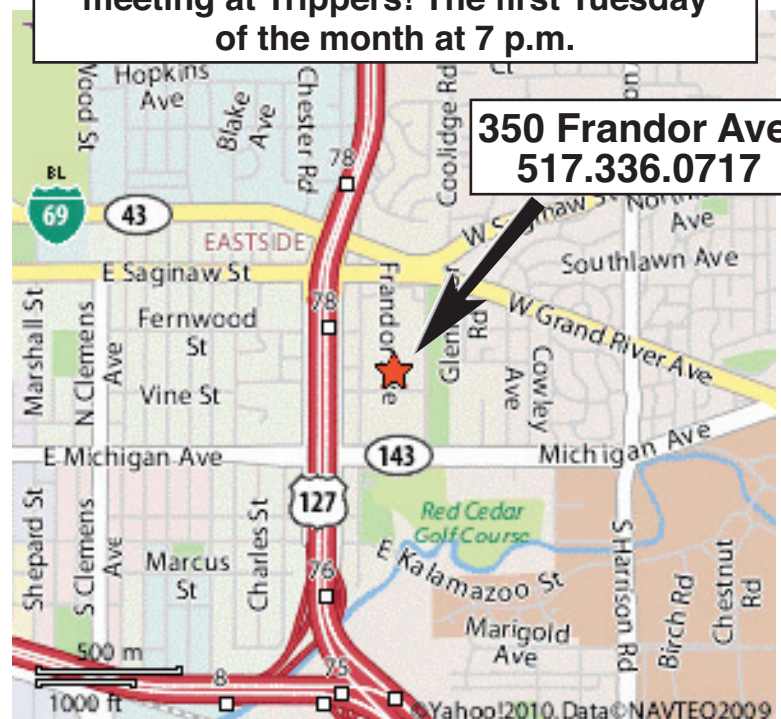 meeting at Trippers! The first Tuesday
of the month at 7 p.m.
Hopkins
Ave
Wood St
Blake
Ave
Chester Rd
78
Coolidge Rd
Ct
350 Frandor Ave
517.336.0717
BL
69
43
EASTSIDE
W Saginaw St
Ave
Southlawn Ave
E Saginaw St
78
Frandor
Marshall St
N Clemens
Ave
Fernwood
St
Vine St
Rd
W Grand River Ave
Cowley
Ave
E Michigan Ave
143
Michigan Ave
127
Shepard St
S Clemens
Ave
Marcus
St
Charles St
Red Cedar
Golf Course
E Kalamazoo St
76
S Harrison Rd
Birch Rd
Chestnut
Rd
Marigold
Ave
500 m
1000 ft
8
75
©Yahoo!2010,Data©NAVTEQ2009